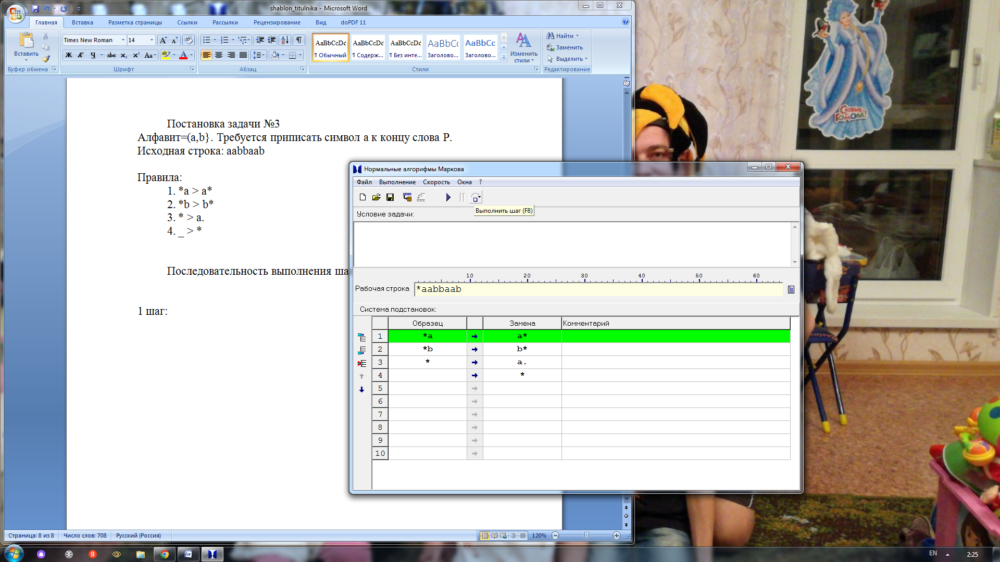 shablon_titulnika - Microsoft Word
Главная Вставка Разметка страницы Ссылки Рассылки Рецензирование Вид doPDF 11
Times New Roman 14
Вставить
Ж К Ч abc x₂ x² Aa ab A
AaBbCcDd AaBbCcDd AaBbCcDd AaBbCc AaBbCc
¶ Обычный ¶ Содерж... ¶ Без инте... Заголово... Заголово...
Изменить стили
Найти
Заменить
Выделить
Буфер обмена Шрифт Абзац Стили Редактирование
Постановка задачи №3
Алфавит=(a,b}. Требуется приписать символ а к концу слова Р.
Исходная строка: aabbaab
Правила:
1. *a > a*
2. *b > b*
3. * > a.
4. _ > *
Последовательность выполнения ша
1 шаг:
Нормальные алгорифмы Маркова
Файл Выполнение Скорость Окна ?
Выполнить шаг (F8)
Условие задачи:
10 20 30 40 50 60
Рабочая строка *aabbaab
Система подстановок:
Образец Замена Комментарий
1 *a → a*
2 *b → b*
3 * → a.
4 → *
5 →
6 →
7 →
8 →
9 →
10 →
С НОВЫМ ГОДОМ!
Страница: 8 из 8 Число слов: 708 Русский (Россия) 120%
Я
EN 2:25